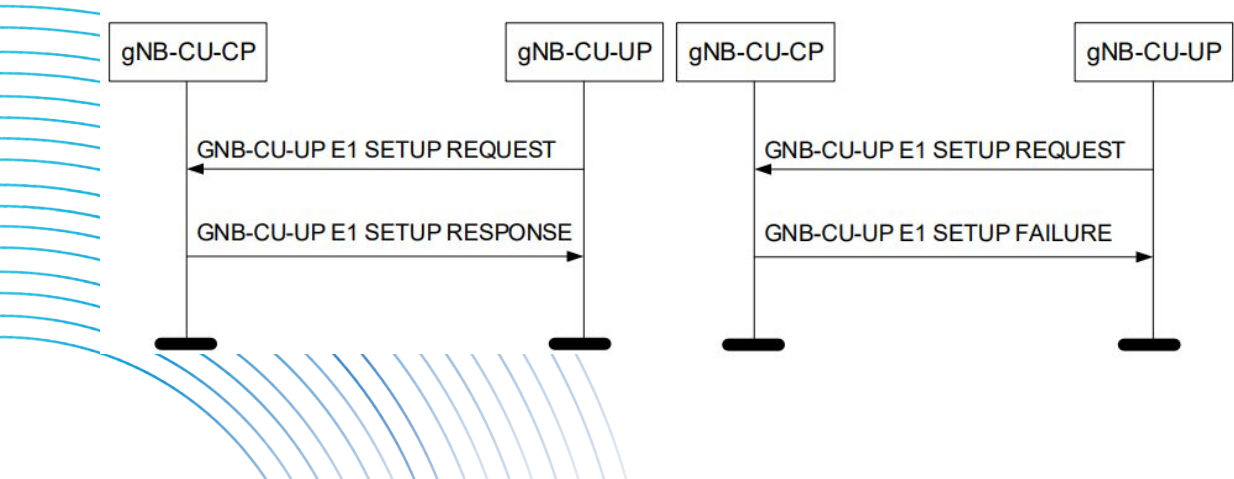 gNB-CU-CP
gNB-CU-UP
GNB-CU-UP E1 SETUP REQUEST
GNB-CU-UP E1 SETUP RESPONSE
gNB-CU-CP
gNB-CU-UP
GNB-CU-UP E1 SETUP REQUEST
GNB-CU-UP E1 SETUP FAILURE